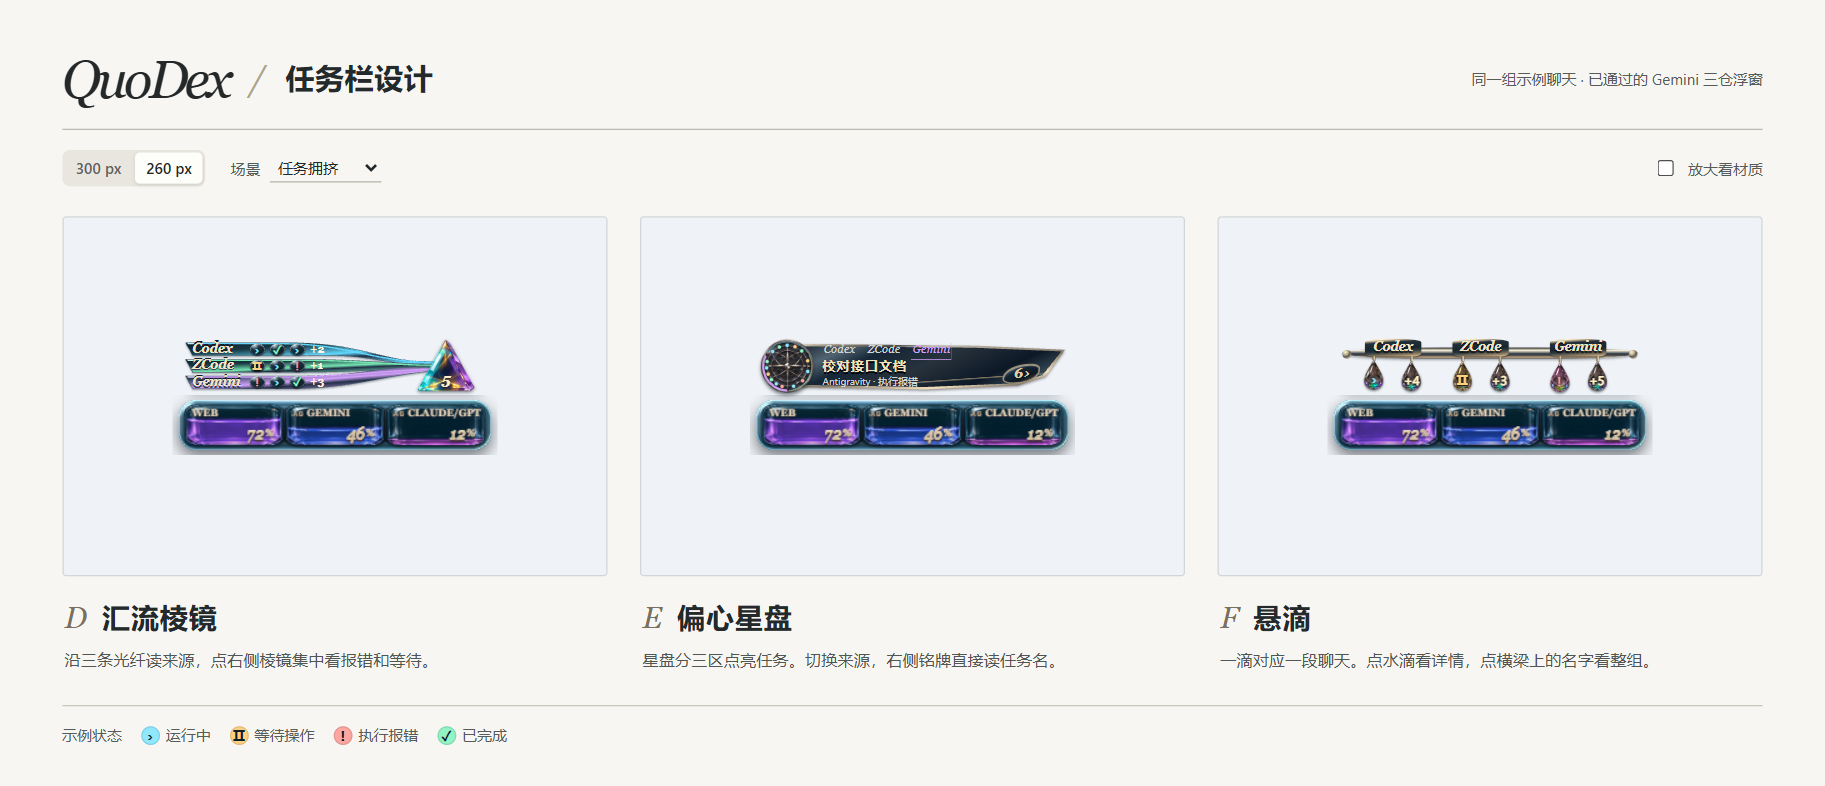 QuoDex / 任务栏设计
同一组示例聊天 · 已通过的 Gemini 三仓浮窗
300 px 260 px 场景 任务拥挤
放大看材质
Codex › ✓ › +2
ZCode II › ! +1
Gemini ! › ✓ +3
5
WEB 72% GEMINI 46% CLAUDE/GPT 12%
D 汇流棱镜
沿三条光纤读来源，点右侧棱镜集中看报错和等待。
Codex ZCode Gemini
校对接口文档
Antigravity · 执行报错
6›
WEB 72% GEMINI 46% CLAUDE/GPT 12%
E 偏心星盘
星盘分三区点亮任务。切换来源，右侧铭牌直接读任务名。
Codex ZCode Gemini
› +4 II +3 ! +5
WEB 72% GEMINI 46% CLAUDE/GPT 12%
F 悬滴
一滴对应一段聊天。点水滴看详情，点横梁上的名字看整组。
示例状态 › 运行中 II 等待操作 ! 执行报错 ✓ 已完成